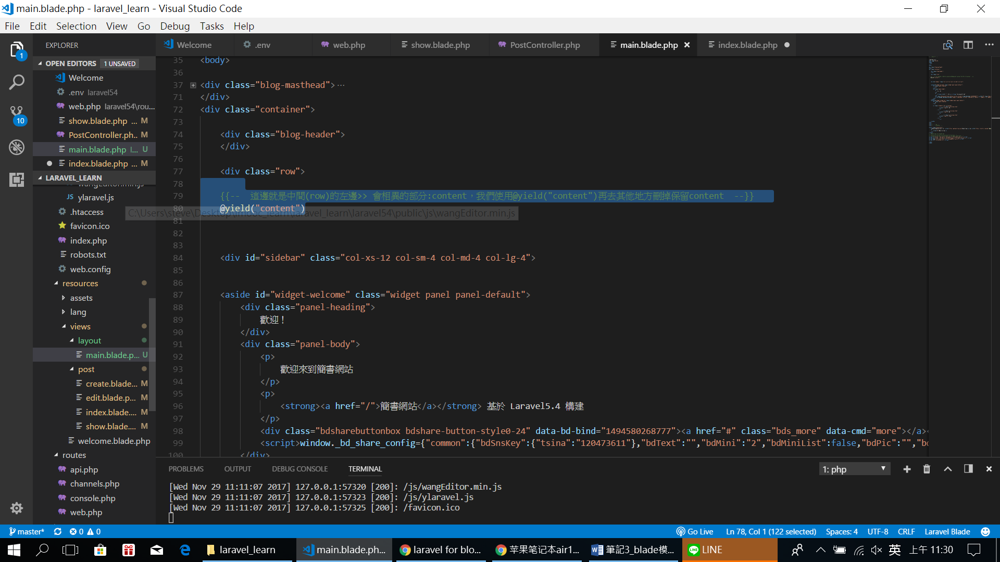 main.blade.php - laravel_learn - Visual Studio Code
File Edit Selection View Go Debug Tasks Help
EXPLORER
Welcome
.env
web.php
show.blade.php
PostController.php
main.blade.php
index.blade.php
1
10
OPEN EDITORS 1 UNSAVED
Welcome
.env laravel54
web.php laravel54\rou...
show.blade.php ... M
PostController.ph... M
main.blade.php l... U
index.blade.php ... M
LARAVEL_LEARN
wangEditor.min.js
JS ylaravel.js
.htaccess
favicon.ico
index.php
robots.txt
web.config
resources
assets
lang
views
layout
main.blade.p... U
post
create.blade... M
edit.blade.p... M
index.blade.... M
show.blade.... M
welcome.blade.php
routes
api.php
channels.php
console.php
web.php
35 <body>
36
37 <div class="blog-masthead">...
71 </div>
72 <div class="container">
73
74 <div class="blog-header">
75 </div>
76
77 <div class="row">
78
79 {{-- 這邊就是中間(row)的左邊>> 會相異的部分:content，我們使用@yield("content")再去其他地方刪掉保留content --}}
80 @yield("content")
C:\Users\steve\Desktop\imooc_learn\laravel_learn\laravel54\public\js\wangEditor.min.js
81
82
83
84 <div id="sidebar" class="col-xs-12 col-sm-4 col-md-4 col-lg-4">
85
86
87 <aside id="widget-welcome" class="widget panel panel-default">
88 <div class="panel-heading">
89 歡迎！
90 </div>
91 <div class="panel-body">
92 <p>
93 歡迎來到簡書網站
94 </p>
95 <p>
96 <strong><a href="/">簡書網站</a></strong> 基於 Laravel5.4 構建
97 </p>
98 <div class="bdsharebuttonbox bdshare-button-style0-24" data-bd-bind="1494580268777"><a href="#" class="bds_more" data-cmd="more"></a><
99 <script>window._bd_share_config={"common":{"bdSnsKey":{"tsina":"120473611"},"bdText":"","bdMini":"2","bdMiniList":false,"bdPic":"","bd
100 </div>
PROBLEMS OUTPUT DEBUG CONSOLE TERMINAL
1: php
[Wed Nov 29 11:11:07 2017] 127.0.0.1:57320 [200]: /js/wangEditor.min.js
[Wed Nov 29 11:11:07 2017] 127.0.0.1:57323 [200]: /js/ylaravel.js
[Wed Nov 29 11:11:07 2017] 127.0.0.1:57325 [200]: /favicon.ico
master* 0 0
Go Live Ln 78, Col 1 (122 selected) Spaces: 4 UTF-8 CRLF Laravel Blade
laravel_learn
main.blade.ph...
laravel for blo...
苹果笔记本air1...
筆記3_blade模...
LINE
英
上午 11:30